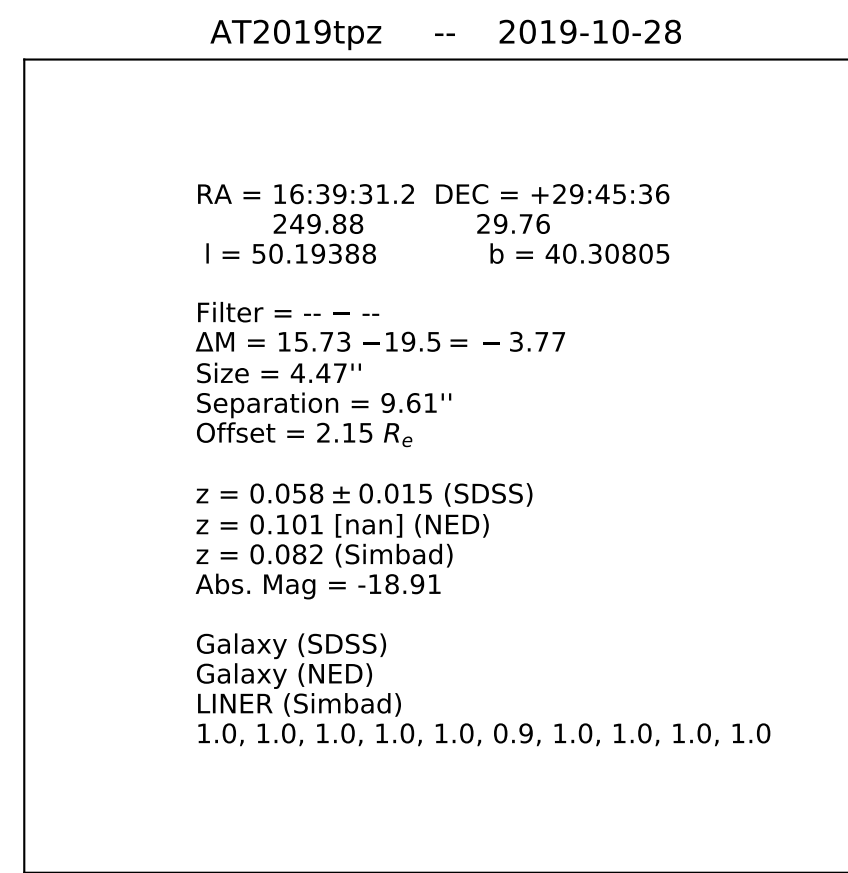 AT2019tpz -- 2019-10-28
RA = 16:39:31.2 DEC = +29:45:36
249.88 29.76
l = 50.19388 b = 40.30805
Filter = -- − --
ΔM = 15.73 −19.5 = − 3.77
Size = 4.47''
Separation = 9.61''
Offset = 2.15 Rₑ
z = 0.058 ± 0.015 (SDSS)
z = 0.101 [nan] (NED)
z = 0.082 (Simbad)
Abs. Mag = -18.91
Galaxy (SDSS)
Galaxy (NED)
LINER (Simbad)
1.0, 1.0, 1.0, 1.0, 1.0, 0.9, 1.0, 1.0, 1.0, 1.0